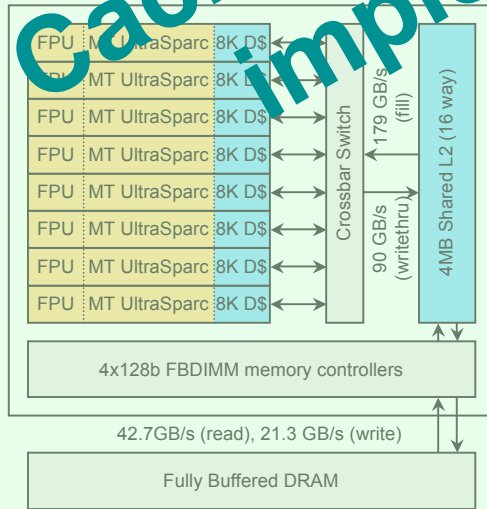 FPU MT UltraSparc 8K D$
FPU MT UltraSparc 8K D$
FPU MT UltraSparc 8K D$
FPU MT UltraSparc 8K D$
FPU MT UltraSparc 8K D$
FPU MT UltraSparc 8K D$
FPU MT UltraSparc 8K D$
FPU MT UltraSparc 8K D$
Crossbar Switch
179 GB/s
(fill)
90 GB/s
(writethru)
4MB Shared L2 (16 way)
4x128b FBDIMM memory controllers
42.7GB/s (read), 21.3 GB/s (write)
Fully Buffered DRAM